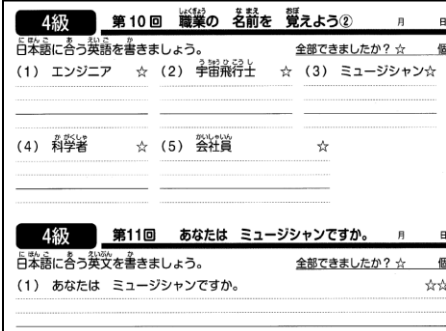 4級 第10回 職業の 名前を 覚えよう② 月 日
日本語に合う英語を書きましょう。 全部できましたか?☆ 個
(1) エンジニア ☆ (2) 宇宙飛行士 ☆ (3) ミュージシャン☆
(4) 科学者 ☆ (5) 会社員 ☆
4級 第11回 あなたは ミュージシャンですか。 月 日
日本語に合う英文を書きましょう。 全部できましたか?☆ 個
(1) あなたは ミュージシャンですか。 ☆☆